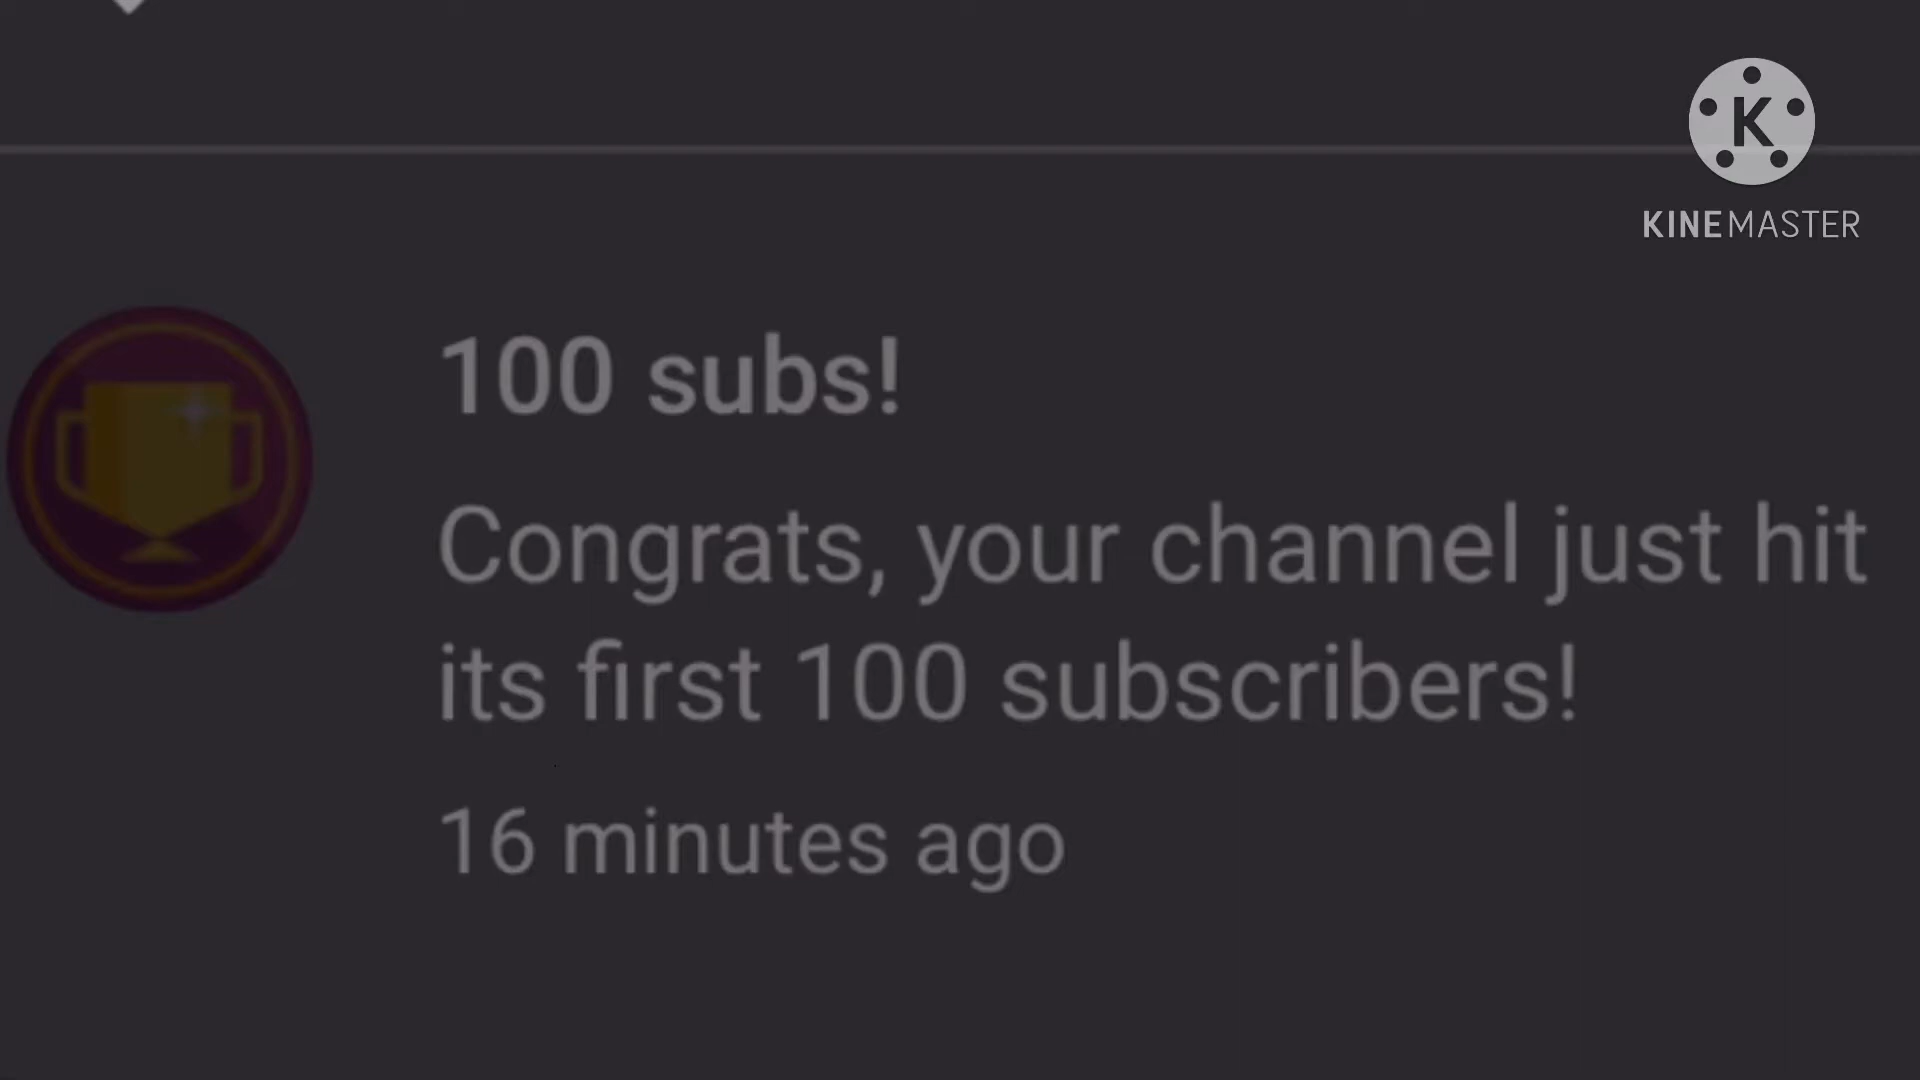 K
KINEMASTER
100 subs!
Congrats, your channel just hit
its first 100 subscribers!
16 minutes ago